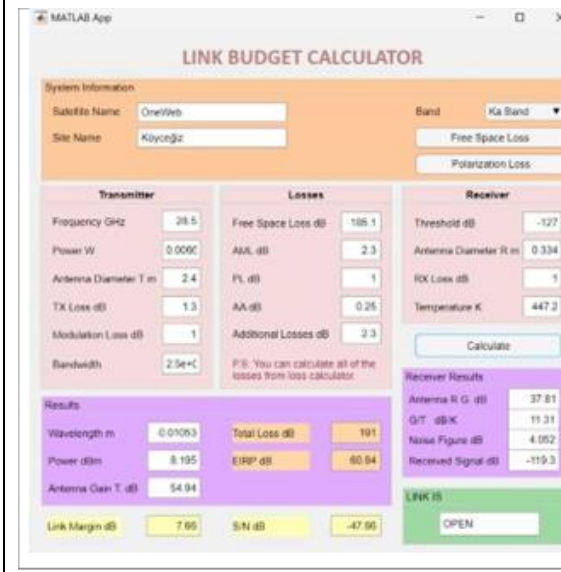 MATLAB App
LINK BUDGET CALCULATOR
System Information
Satellite Name OneWeb
Site Name Köyceğiz
Band Ka Band
Free Space Loss
Polarization Loss
Transmitter
Frequency GHz 28.5
Power W
Antenna Diameter T m 2.4
TX Loss dB 1.3
Modulation Loss dB 1
Bandwidth
Losses
Free Space Loss dB 185.1
AML dB 2.3
PL dB 1
AA dB 0.25
Additional Losses dB 2.3
P.S. You can calculate all of the
losses from loss calculator.
Receiver
Threshold dB -127
Antenna Diameter R m 0.334
RX Loss dB 1
Temperature K 447.2
Calculate
Results
Wavelength m 0.01053
Power dBm 8.195
Antenna Gain T. dB 54.94
Total Loss dB 191
EIRP dB 60.84
Receiver Results
Antenna R G. dB 37.81
G/T dB/K 11.31
Noise Figure dB 4.052
Received Signal dB -119.3
Link Margin dB 7.66
S/N dB -47.66
LINK IS
OPEN